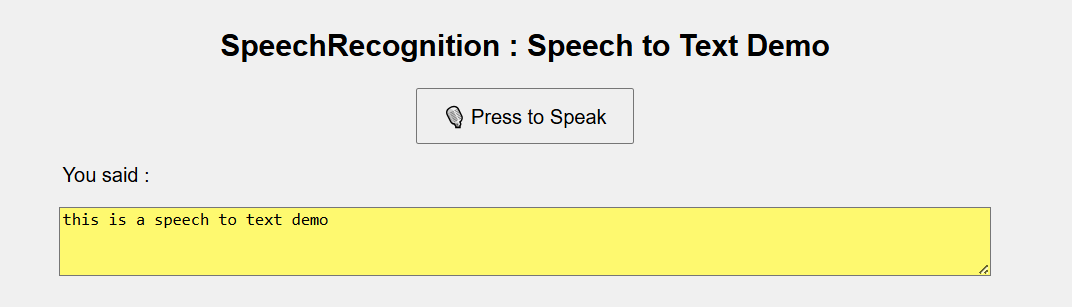 SpeechRecognition : Speech to Text Demo
🎙 Press to Speak
You said :
this is a speech to text demo